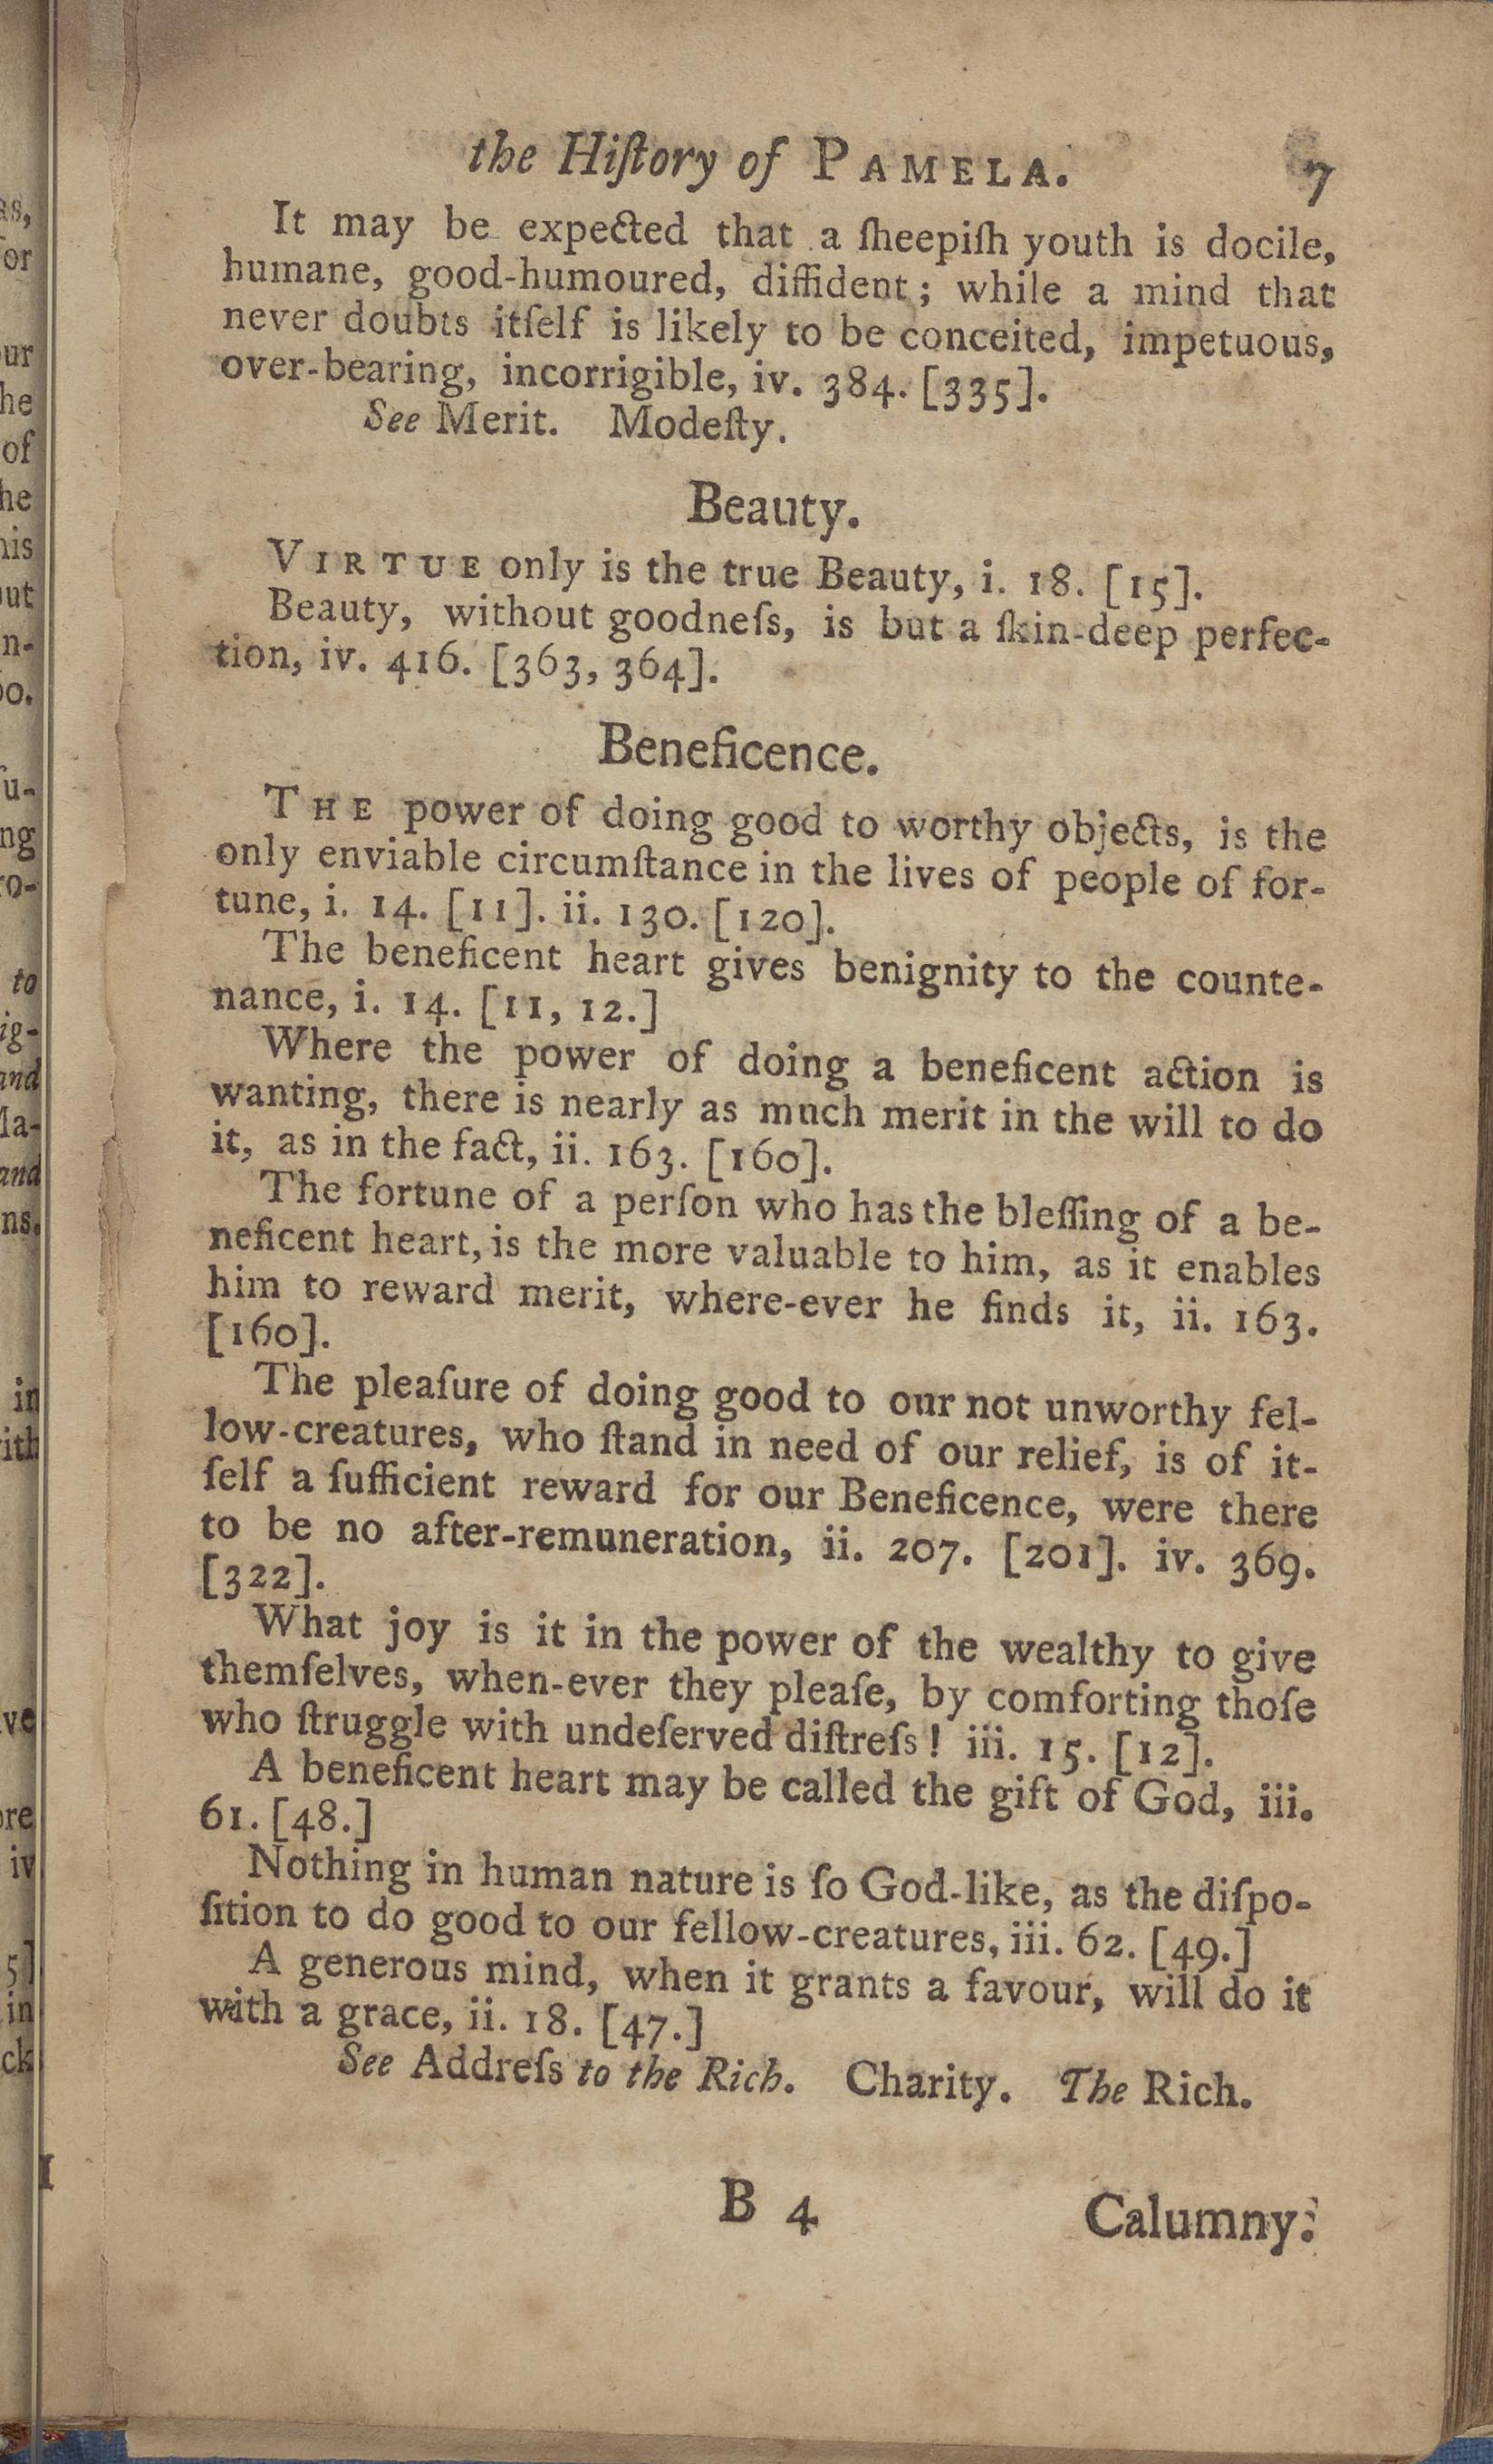 the Hiſtory of PAMELA. 7
It may be expected that a ſheepiſh youth is docile,
humane, good-humoured, diffident; while a mind that
never doubts itſelf is likely to be conceited, impetuous,
over-bearing, incorrigible, iv. 384. [335].
See Merit. Modeſty.
Beauty.
VIRTUE only is the true Beauty, i. 18. [15].
Beauty, without goodneſs, is but a ſkin-deep perfec-
tion, iv. 416. [363, 364].
Beneficence.
THE power of doing good to worthy objects, is the
only enviable circumſtance in the lives of people of for-
tune, i. 14. [11]. ii. 130. [120].
The beneficent heart gives benignity to the counte-
nance, i. 14. [11, 12.]
Where the power of doing a beneficent action is
wanting, there is nearly as much merit in the will to do
it, as in the fact, ii. 163. [160].
The fortune of a perſon who has the bleſſing of a be-
neficent heart, is the more valuable to him, as it enables
him to reward merit, where-ever he finds it, ii. 163.
[160].
The pleaſure of doing good to our not unworthy fel-
low-creatures, who ſtand in need of our relief, is of it-
ſelf a ſufficient reward for our Beneficence, were there
to be no after-remuneration, ii. 207. [201]. iv. 369.
[322].
What joy is it in the power of the wealthy to give
themſelves, when-ever they pleaſe, by comforting thoſe
who ſtruggle with undeſerved diſtreſs! iii. 15. [12].
A beneficent heart may be called the gift of God, iii.
61. [48.]
Nothing in human nature is ſo God-like, as the diſpo-
ſition to do good to our fellow-creatures, iii. 62. [49.]
A generous mind, when it grants a favour, will do it
with a grace, ii. 18. [47.]
See Addreſs to the Rich. Charity. The Rich.
B 4 Calumny.